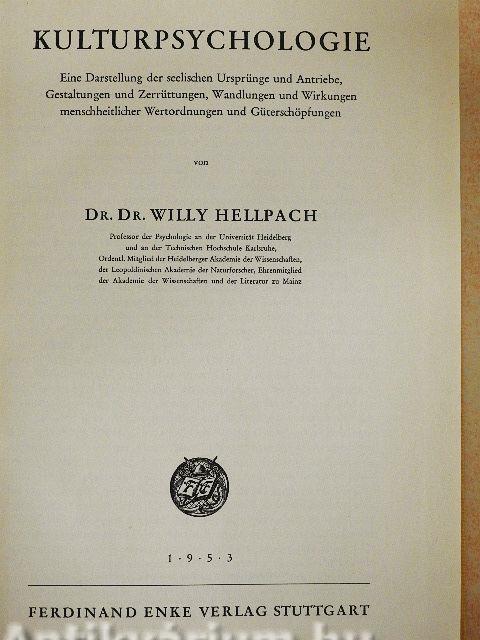 KULTURPSYCHOLOGIE
Eine Darstellung der seelischen Ursprünge und Antriebe,
Gestaltungen und Zerrüttungen, Wandlungen und Wirkungen
menschheitlicher Wertordnungen und Güterschöpfungen
von
DR. DR. WILLY HELLPACH
Professor der Psychologie an der Universität Heidelberg
und an der Technischen Hochschule Karlsruhe,
Ordentl. Mitglied der Heidelberger Akademie der Wissenschaften,
der Leopoldinischen Akademie der Naturforscher, Ehrenmitglied
der Akademie der Wissenschaften und der Literatur zu Mainz
F E
1·9·5·3
FERDINAND ENKE VERLAG STUTTGART
Antikvárium.hu